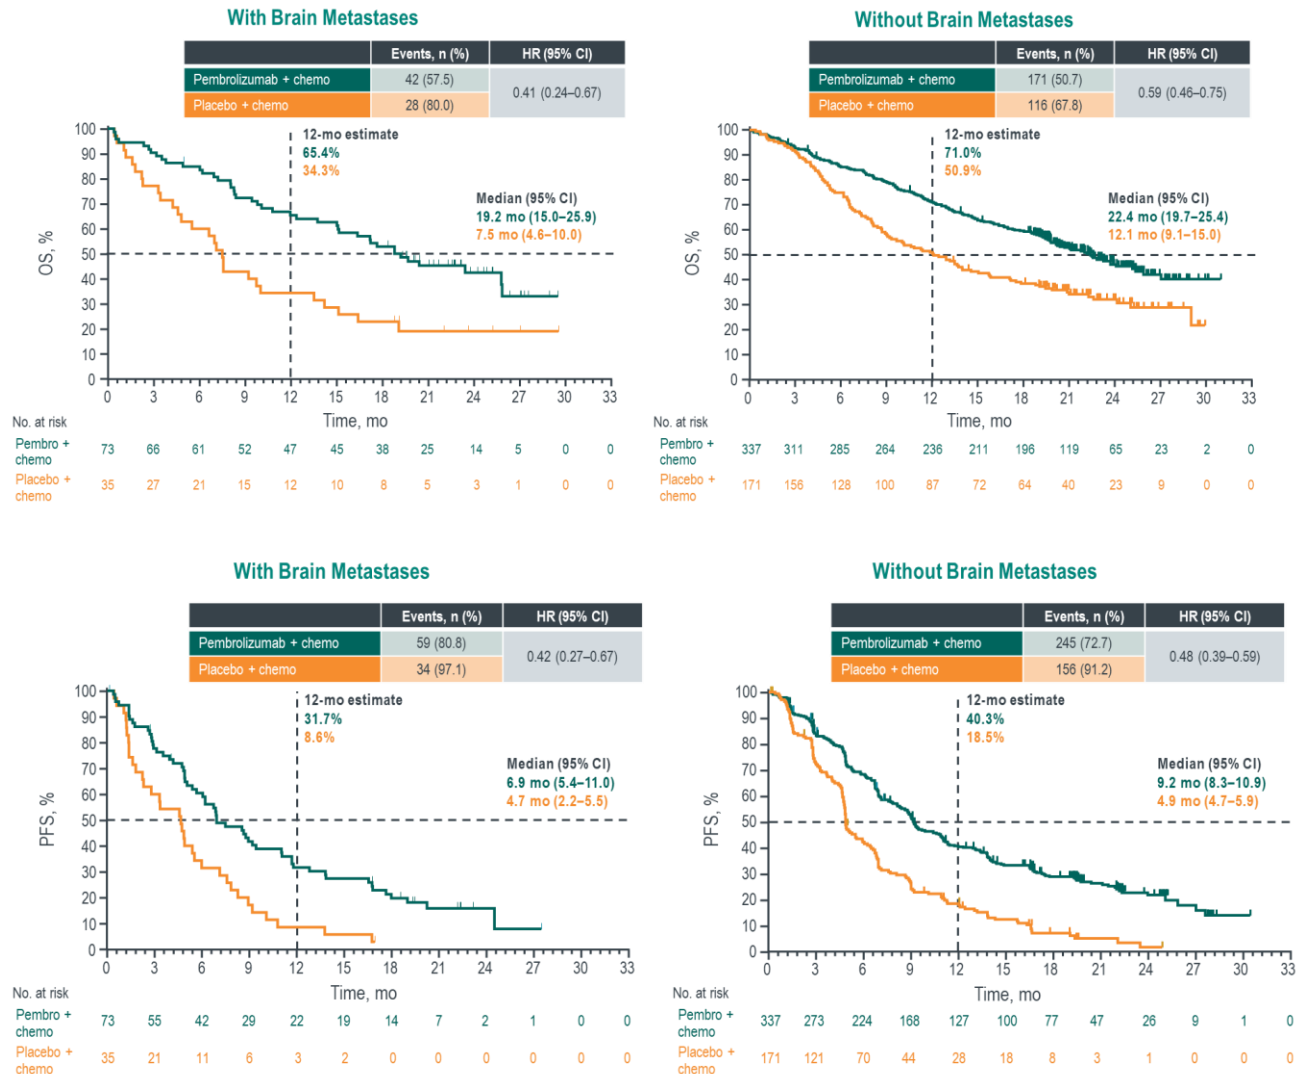 With Brain Metastases
Events, n (%) HR (95% CI)
Pembrolizumab + chemo 42 (57.5) 0.41 (0.24–0.67)
Placebo + chemo 28 (80.0)
12-mo estimate
65.4%
34.3%
Median (95% CI)
19.2 mo (15.0–25.9)
7.5 mo (4.6–10.0)
OS, %
100
90
80
70
60
50
40
30
20
10
0
0 3 6 9 12 15 18 21 24 27 30 33
Time, mo
No. at risk
Pembro + chemo 73 66 61 52 47 45 38 25 14 5 0 0
Placebo + chemo 35 27 21 15 12 10 8 5 3 1 0 0
Without Brain Metastases
Events, n (%) HR (95% CI)
Pembrolizumab + chemo 171 (50.7) 0.59 (0.46–0.75)
Placebo + chemo 116 (67.8)
12-mo estimate
71.0%
50.9%
Median (95% CI)
22.4 mo (19.7–25.4)
12.1 mo (9.1–15.0)
OS, %
100
90
80
70
60
50
40
30
20
10
0
0 3 6 9 12 15 18 21 24 27 30 33
Time, mo
No. at risk
Pembro + chemo 337 311 285 264 236 211 196 119 65 23 2 0
Placebo + chemo 171 156 128 100 87 72 64 40 23 9 0 0
With Brain Metastases
Events, n (%) HR (95% CI)
Pembrolizumab + chemo 59 (80.8) 0.42 (0.27–0.67)
Placebo + chemo 34 (97.1)
12-mo estimate
31.7%
8.6%
Median (95% CI)
6.9 mo (5.4–11.0)
4.7 mo (2.2–5.5)
PFS, %
100
90
80
70
60
50
40
30
20
10
0
0 3 6 9 12 15 18 21 24 27 30 33
Time, mo
No. at risk
Pembro + chemo 73 55 42 29 22 19 14 7 2 1 0 0
Placebo + chemo 35 21 11 6 3 2 0 0 0 0 0 0
Without Brain Metastases
Events, n (%) HR (95% CI)
Pembrolizumab + chemo 245 (72.7) 0.48 (0.39–0.59)
Placebo + chemo 156 (91.2)
12-mo estimate
40.3%
18.5%
Median (95% CI)
9.2 mo (8.3–10.9)
4.9 mo (4.7–5.9)
PFS, %
100
90
80
70
60
50
40
30
20
10
0
0 3 6 9 12 15 18 21 24 27 30 33
Time, mo
No. at risk
Pembro + chemo 337 273 224 168 127 100 77 47 26 9 1 0
Placebo + chemo 171 121 70 44 28 18 8 3 1 0 0 0